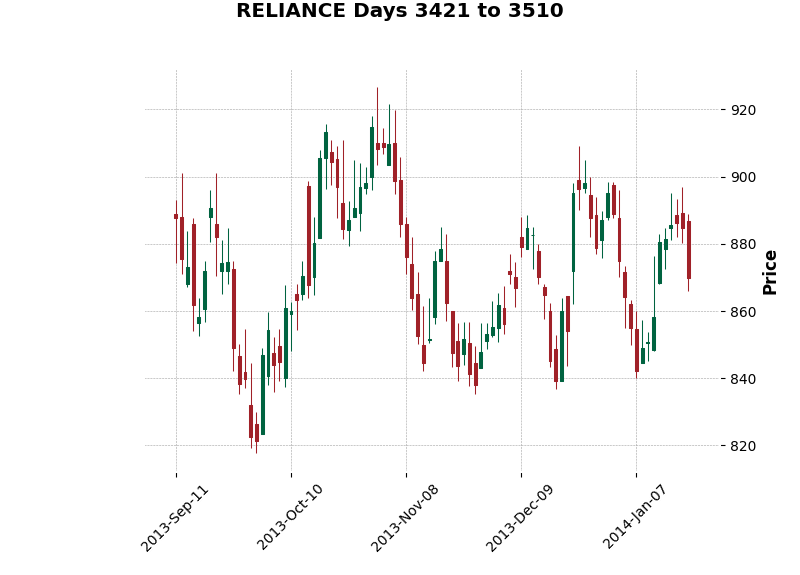 RELIANCE Days 3421 to 3510
920
900
880
860
840
820
Price
2013-Sep-11
2013-Oct-10
2013-Nov-08
2013-Dec-09
2014-Jan-07